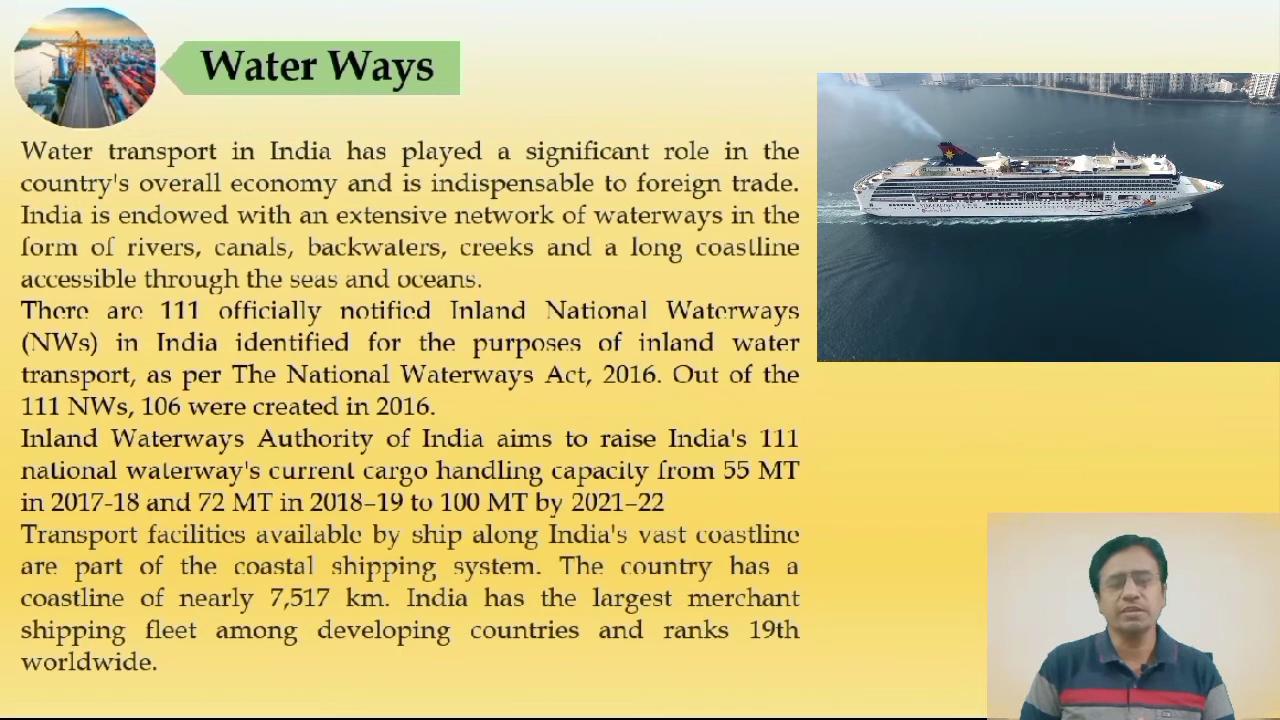 Water Ways
Water transport in India has played a significant role in the
country's overall economy and is indispensable to foreign trade.
India is endowed with an extensive network of waterways in the
form of rivers, canals, backwaters, creeks and a long coastline
accessible through the seas and oceans.
There are 111 officially notified Inland National Waterways
(NWs) in India identified for the purposes of inland water
transport, as per The National Waterways Act, 2016. Out of the
111 NWs, 106 were created in 2016.
Inland Waterways Authority of India aims to raise India's 111
national waterway's current cargo handling capacity from 55 MT
in 2017-18 and 72 MT in 2018–19 to 100 MT by 2021–22
Transport facilities available by ship along India's vast coastline
are part of the coastal shipping system. The country has a
coastline of nearly 7,517 km. India has the largest merchant
shipping fleet among developing countries and ranks 19th
worldwide.